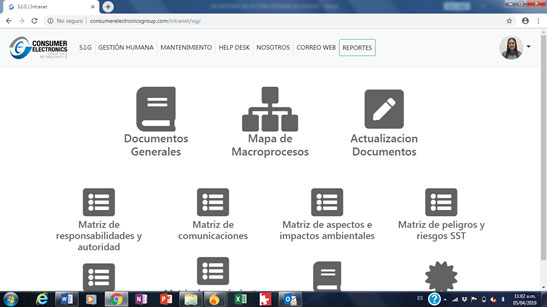 S.I.G | Intranet
No seguro | consumerelectronicsgroup.com/intranet/sig/
CONSUMER
ELECTRONICS
GROUP
S.I.G GESTIÓN HUMANA MANTENIMIENTO HELP DESK NOSOTROS CORREO WEB REPORTES
Documentos
Generales
Mapa de
Macroprocesos
Actualizacion
Documentos
Matriz de
responsabilidades y
autoridad
Matriz de
comunicaciones
Matriz de aspectos e
impactos ambientales
Matriz de peligros y
riesgos SST
ES
11:02 a.m.
05/04/2019